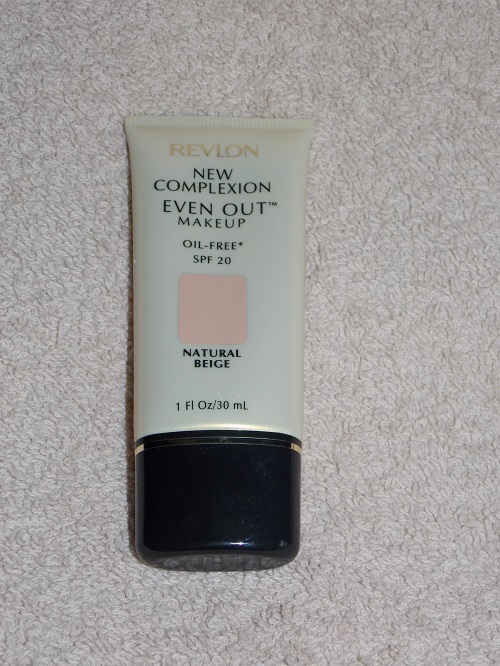 REVLON
NEW
COMPLEXION
EVEN OUT™
MAKEUP
OIL-FREE*
SPF 20
NATURAL
BEIGE
1 Fl Oz/30 mL